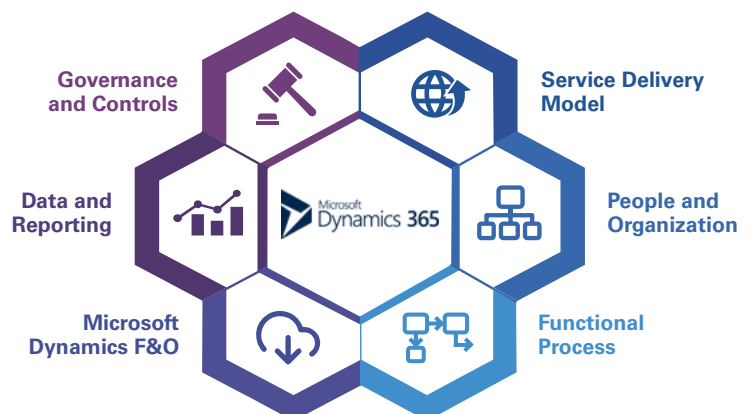 Governance
and Controls
Service Delivery
Model
Data and
Reporting
Microsoft
Dynamics 365
People and
Organization
Microsoft
Dynamics F&O
Functional
Process